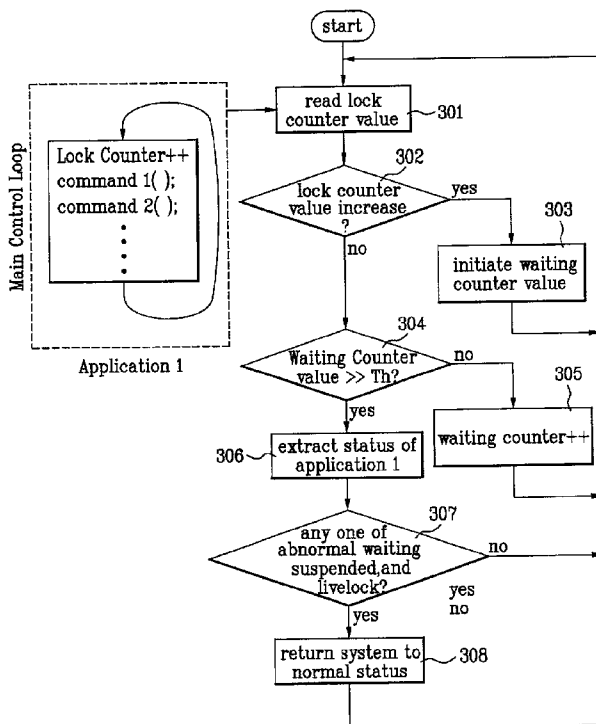 start
read lock
counter value
301
Main Control Loop
Lock Counter++
command 1( );
command 2( );
Application 1
302
lock counter
value increase
?
yes
no
303
initiate waiting
counter value
304
Waiting Counter
value >> Th?
no
yes
305
waiting counter++
306
extract status of
application 1
307
any one of
abnormal waiting
suspended,and
livelock?
no
yes
no
yes
return system to
normal status
308